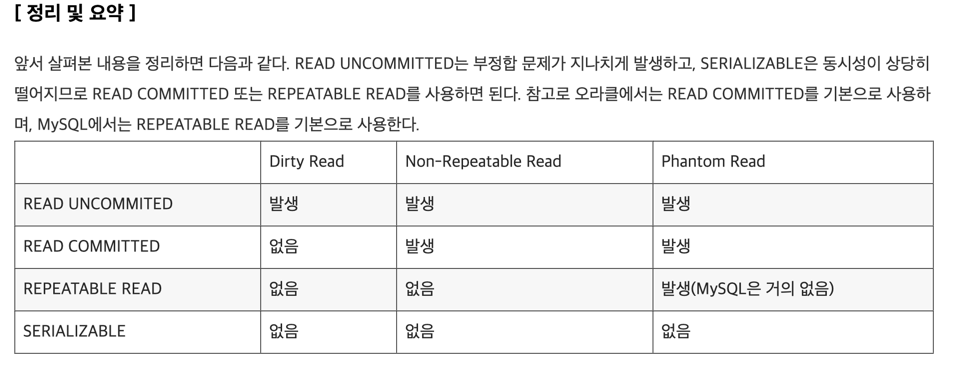 [ 정리 및 요약 ]
앞서 살펴본 내용을 정리하면 다음과 같다. READ UNCOMMITTED는 부정합 문제가 지나치게 발생하고, SERIALIZABLE은 동시성이 상당히
떨어지므로 READ COMMITTED 또는 REPEATABLE READ를 사용하면 된다. 참고로 오라클에서는 READ COMMITTED를 기본으로 사용하
며, MySQL에서는 REPEATABLE READ를 기본으로 사용한다.
Dirty Read Non-Repeatable Read Phantom Read
READ UNCOMMITED 발생 발생 발생
READ COMMITTED 없음 발생 발생
REPEATABLE READ 없음 없음 발생(MySQL은 거의 없음)
SERIALIZABLE 없음 없음 없음